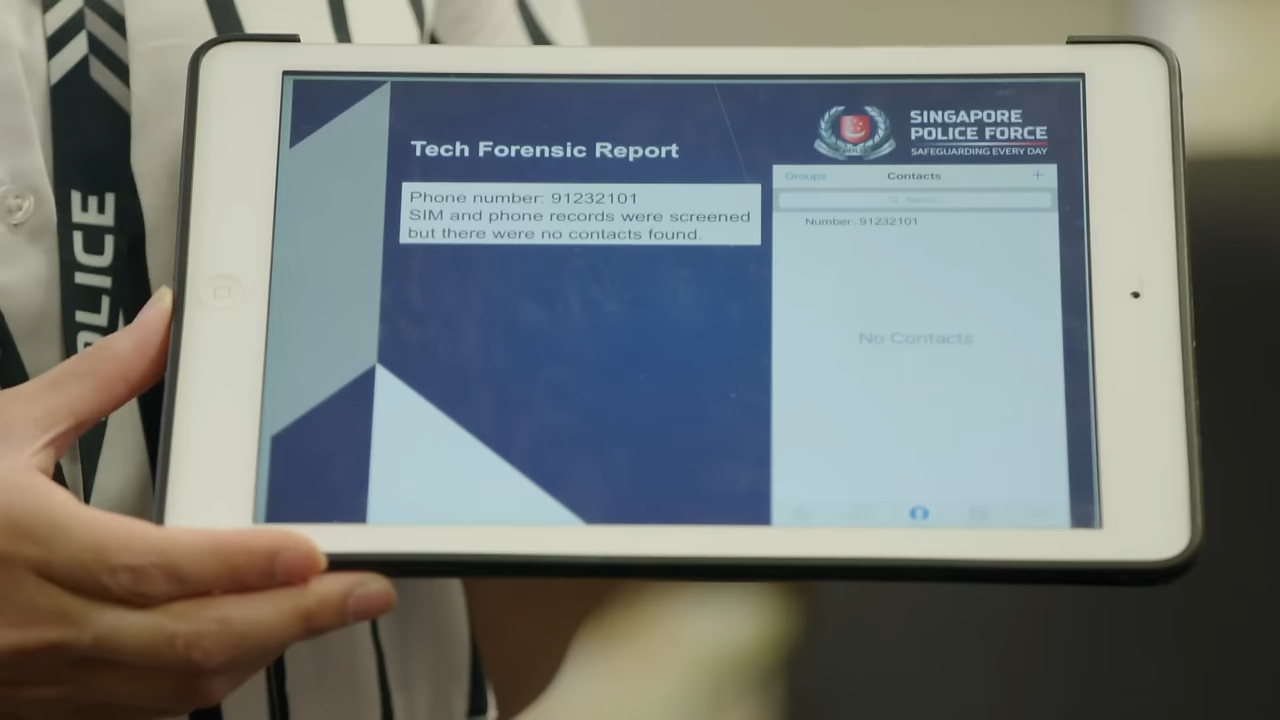 POLICE
Tech Forensic Report
Phone number: 91232101
SIM and phone records were screened
but there were no contacts found.
SINGAPORE
POLICE FORCE
SAFEGUARDING EVERY DAY
Groups
Contacts
+
Search
Number: 91232101
No Contacts